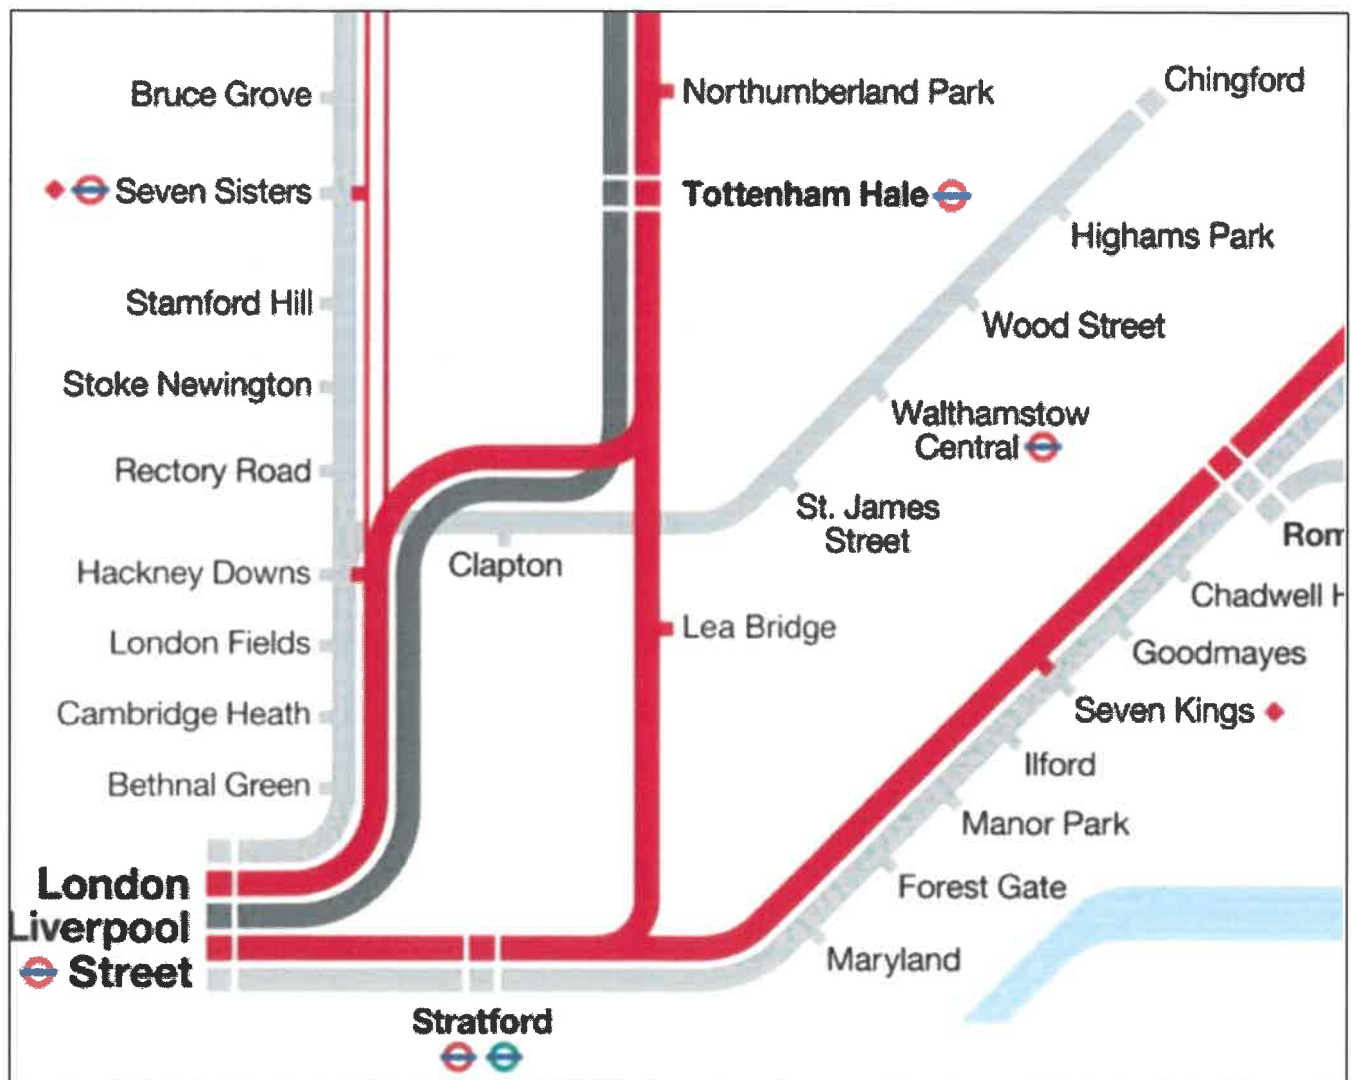 Bruce Grove
Seven Sisters
Stamford Hill
Stoke Newington
Rectory Road
Hackney Downs
London Fields
Cambridge Heath
Bethnal Green
London
Liverpool
Street
Stratford
Northumberland Park
Tottenham Hale
Clapton
Lea Bridge
Chingford
Highams Park
Wood Street
Walthamstow
Central
St. James
Street
Rom
Chadwell H
Goodmayes
Seven Kings
Ilford
Manor Park
Forest Gate
Maryland